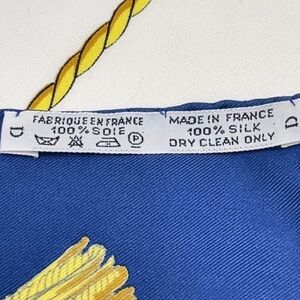 D
FABRIQUE EN FRANCE
100% SOIE
P
MADE IN FRANCE
100% SILK
DRY CLEAN ONLY
D